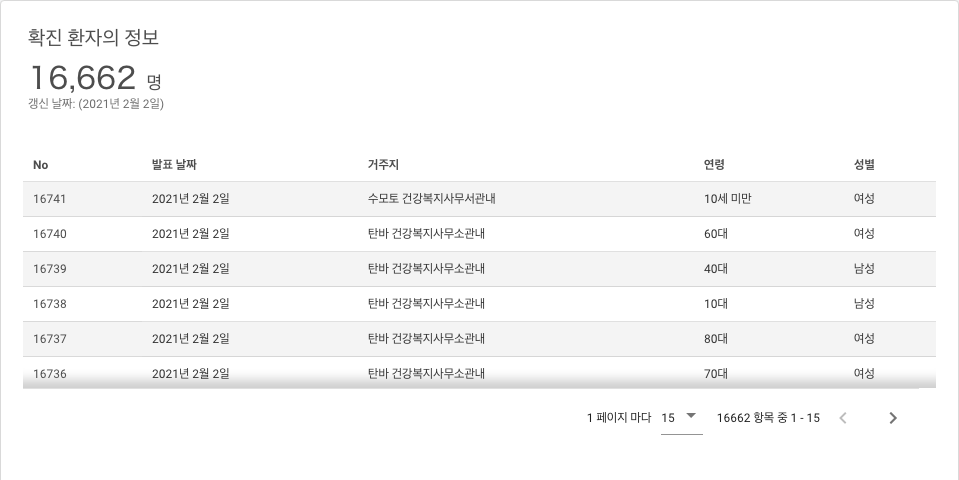 확진 환자의 정보
16,662 명
갱신 날짜: (2021년 2월 2일)
No 발표 날짜 거주지 연령 성별
16741 2021년 2월 2일 수모토 건강복지사무서관내 10세 미만 여성
16740 2021년 2월 2일 탄바 건강복지사무소관내 60대 여성
16739 2021년 2월 2일 탄바 건강복지사무소관내 40대 남성
16738 2021년 2월 2일 탄바 건강복지사무소관내 10대 남성
16737 2021년 2월 2일 탄바 건강복지사무소관내 80대 여성
16736 2021년 2월 2일 탄바 건강복지사무소관내 70대 여성
1 페이지 마다 15 16662 항목 중 1 - 15